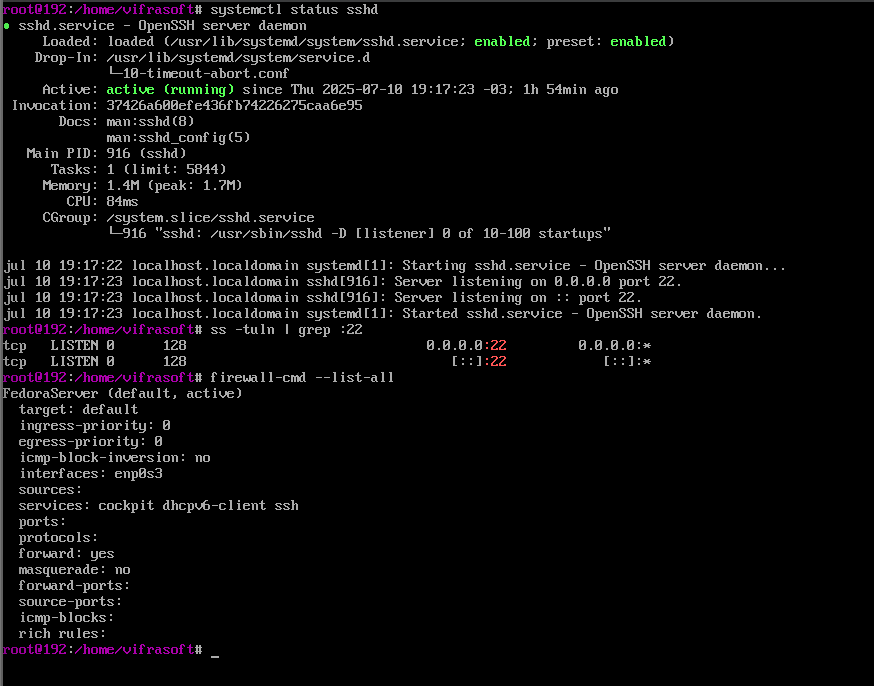 root@192:/home/vifrasoft# systemctl status sshd
● sshd.service - OpenSSH server daemon
     Loaded: loaded (/usr/lib/systemd/system/sshd.service; enabled; preset: enabled)
    Drop-In: /usr/lib/systemd/system/service.d
             └─10-timeout-abort.conf
     Active: active (running) since Thu 2025-07-10 19:17:23 -03; 1h 54min ago
 Invocation: 37426a600efe436fb74226275caa6e95
       Docs: man:sshd(8)
             man:sshd_config(5)
   Main PID: 916 (sshd)
      Tasks: 1 (limit: 5844)
     Memory: 1.4M (peak: 1.7M)
        CPU: 84ms
     CGroup: /system.slice/sshd.service
             └─916 "sshd: /usr/sbin/sshd -D [listener] 0 of 10-100 startups"

jul 10 19:17:22 localhost.localdomain systemd[1]: Starting sshd.service - OpenSSH server daemon...
jul 10 19:17:23 localhost.localdomain sshd[916]: Server listening on 0.0.0.0 port 22.
jul 10 19:17:23 localhost.localdomain sshd[916]: Server listening on :: port 22.
jul 10 19:17:23 localhost.localdomain systemd[1]: Started sshd.service - OpenSSH server daemon.
root@192:/home/vifrasoft# ss -tuln | grep :22
tcp   LISTEN 0      128                              0.0.0.0:22         0.0.0.0:*
tcp   LISTEN 0      128                                 [::]:22            [::]:*
root@192:/home/vifrasoft# firewall-cmd --list-all
FedoraServer (default, active)
  target: default
  ingress-priority: 0
  egress-priority: 0
  icmp-block-inversion: no
  interfaces: enp0s3
  sources:
  services: cockpit dhcpv6-client ssh
  ports:
  protocols:
  forward: yes
  masquerade: no
  forward-ports:
  source-ports:
  icmp-blocks:
  rich rules:
root@192:/home/vifrasoft# _